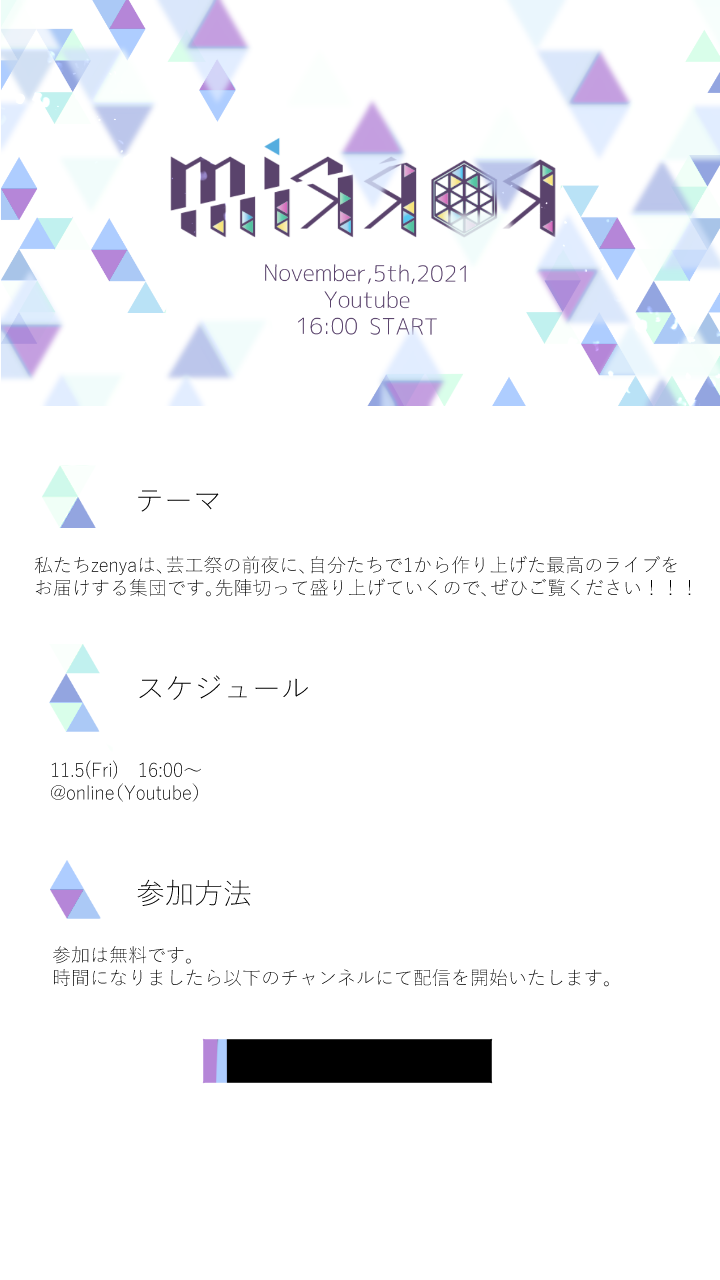 mirror
November,5th,2021
Youtube
16:00 START
テーマ
私たちzenyaは、芸工祭の前夜に、自分たちで1から作り上げた最高のライブを
お届けする集団です。先陣切って盛り上げていくので、ぜひご覧ください！！！
スケジュール
11.5(Fri)　16:00〜
@online（Youtube）
参加方法
参加は無料です。
時間になりましたら以下のチャンネルにて配信を開始いたします。